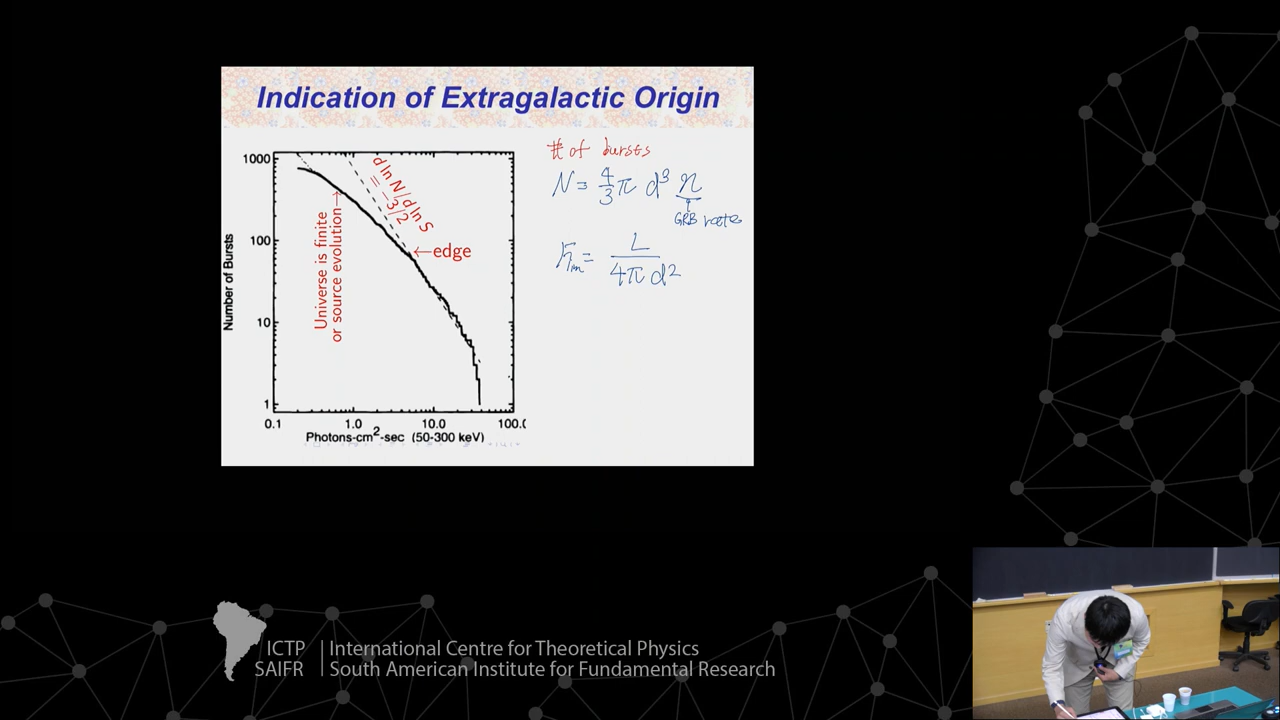 Indication of Extragalactic Origin
1000
100
10
1
0.1
1.0
10.0
100.0
Number of Bursts
Photons-cm²-sec (50-300 keV)
d ln N/d ln S
= -3/2
←edge
Universe is finite
or source evolution→
# of bursts
N = 4/3 π d³ n
↑
GRB rate
= L / 4π d²
ICTP
SAIFR
International Centre for Theoretical Physics
South American Institute for Fundamental Research